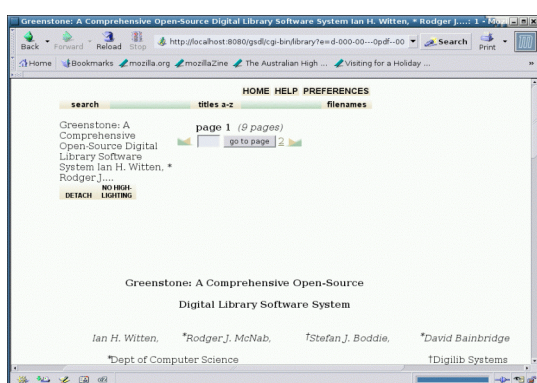 Greenstone: A Comprehensive Open-Source Digital Library Software System Ian H. Witten, * Rodger J....: 1 -
Back Forward Reload Stop http://localhost:8080/gsdl/cgi-bin/library?e=d-000-00---0pdf--00 Search Print
Home Bookmarks mozilla.org mozillaZine The Australian High ... Visiting for a Holiday ...
HOME HELP PREFERENCES
search titles a-z filenames
Greenstone: A
Comprehensive
Open-Source Digital
Library Software
System Ian H. Witten, *
Rodger J....
page 1 (9 pages)
go to page 2
DETACH NO HIGH-
LIGHTING
Greenstone: A Comprehensive Open-Source
Digital Library Software System
Ian H. Witten, *Rodger J. McNab, †Stefan J. Boddie, *David Bainbridge
*Dept of Computer Science †Digilib Systems